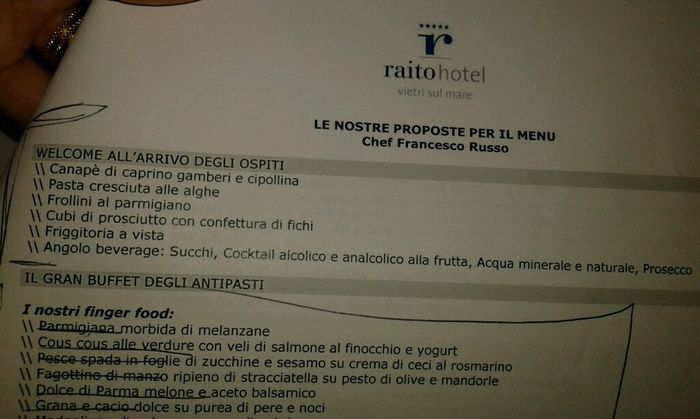 r
raitohotel
vietri sul mare
LE NOSTRE PROPOSTE PER IL MENU
Chef Francesco Russo
WELCOME ALL'ARRIVO DEGLI OSPITI
\\ Canapè di caprino gamberi e cipollina
\\ Pasta cresciuta alle alghe
\\ Frollini al parmigiano
\\ Cubi di prosciutto con confettura di fichi
\\ Friggitoria a vista
\\ Angolo beverage: Succhi, Cocktail alcolico e analcolico alla frutta, Acqua minerale e naturale, Prosecco
IL GRAN BUFFET DEGLI ANTIPASTI
I nostri finger food:
\\ Parmigiana morbida di melanzane
\\ Cous cous alle verdure con veli di salmone al finocchio e yogurt
\\ Pesce spada in foglie di zucchine e sesamo su crema di ceci al rosmarino
\\ Fagottino di manzo ripieno di stracciatella su pesto di olive e mandorle
\\ Dolce di Parma melone e aceto balsamico
\\ Grana e cacio dolce su purea di pere e noci